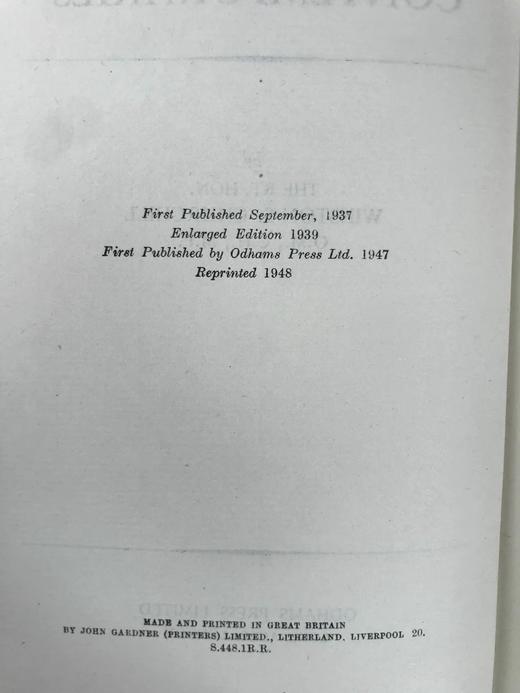 First Published September, 1937
Enlarged Edition 1939
First Published by Odhams Press Ltd. 1947
Reprinted 1948
MADE AND PRINTED IN GREAT BRITAIN
BY JOHN GARDNER (PRINTERS) LIMITED., LITHERLAND, LIVERPOOL 20.
S.448.1R.R.